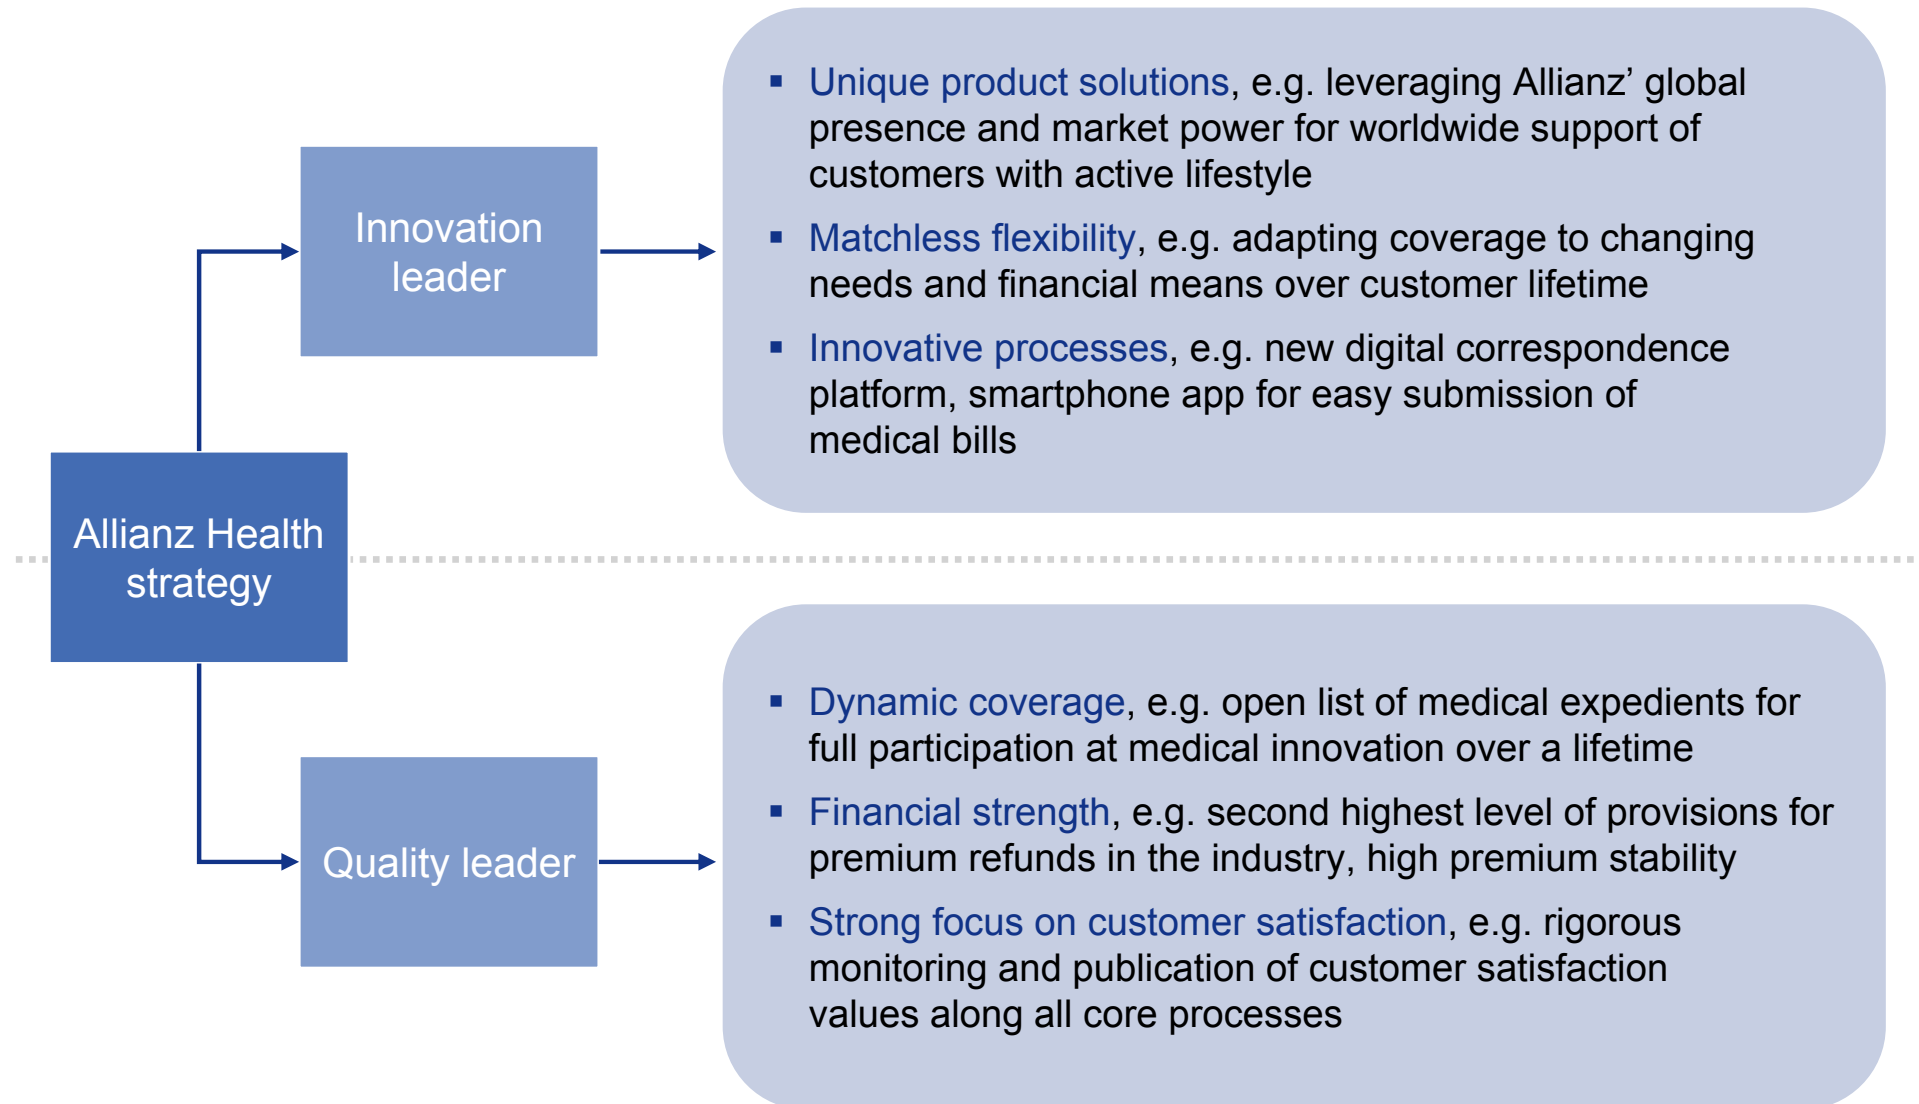 Allianz Health
strategy
Innovation
leader
▪ Unique product solutions, e.g. leveraging Allianz’ global
presence and market power for worldwide support of
customers with active lifestyle
▪ Matchless flexibility, e.g. adapting coverage to changing
needs and financial means over customer lifetime
▪ Innovative processes, e.g. new digital correspondence
platform, smartphone app for easy submission of
medical bills
Quality leader
▪ Dynamic coverage, e.g. open list of medical expedients for
full participation at medical innovation over a lifetime
▪ Financial strength, e.g. second highest level of provisions for
premium refunds in the industry, high premium stability
▪ Strong focus on customer satisfaction, e.g. rigorous
monitoring and publication of customer satisfaction
values along all core processes